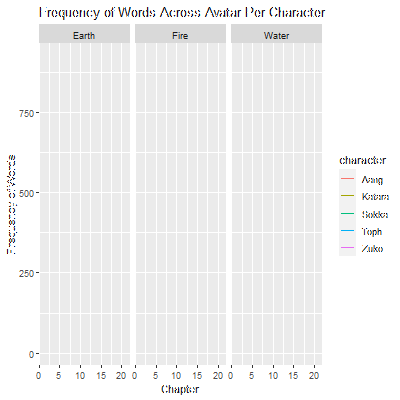 Frequency of Words Across Avatar Per Character
Earth Fire Water
750
500
250
0
0 5 10 15 20 0 5 10 15 20 0 5 10 15 20
Chapter
Frequency of Words
character
Aang
Katara
Sokka
Toph
Zuko